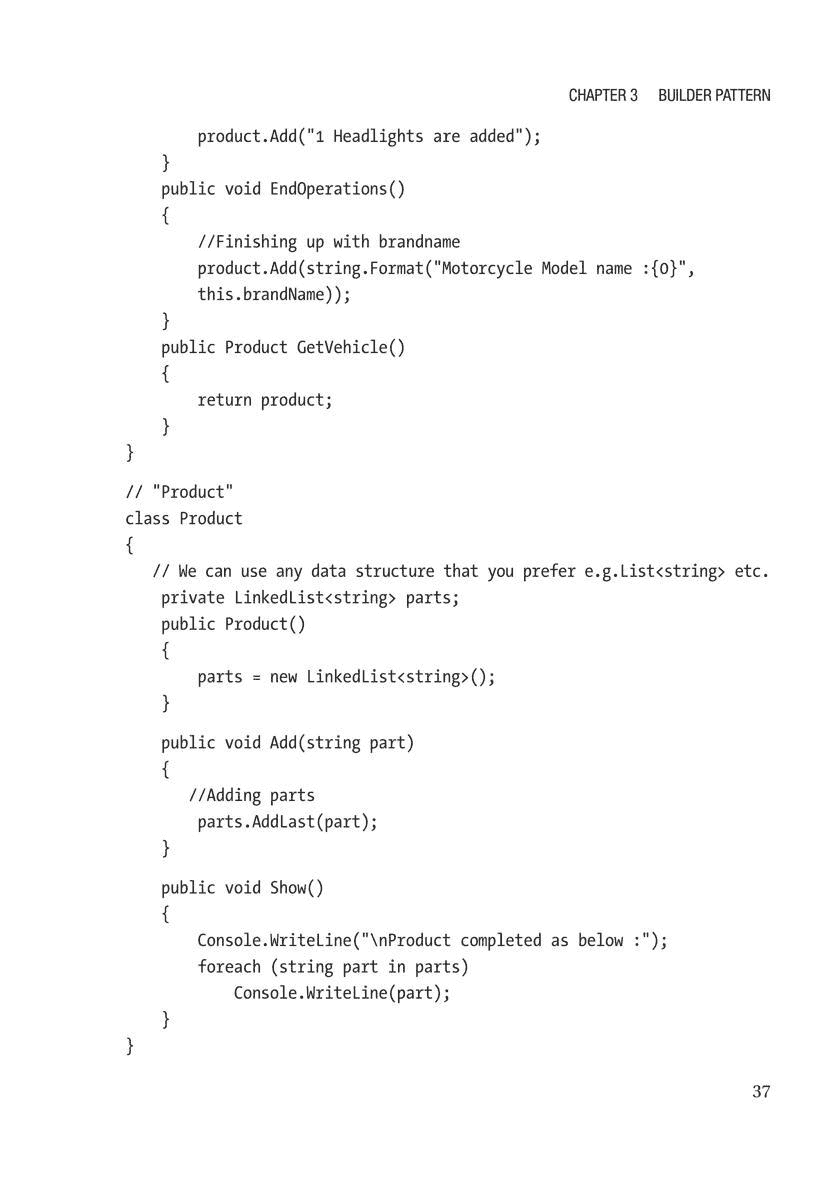 CHAPTER 3 BUILDER PATTERN
product.Add("1 Headlights are added");
}
public void EndOperations()
{
//Finishing up with brandname
product.Add(string.Format("Motorcycle Model name :{0}",
this.brandName));
}
public Product GetVehicle()
{
return product;
}
}
// "Product"
class Product
{
// We can use any data structure that you prefer e.g.List<string> etc.
private LinkedList<string> parts;
public Product()
{
parts = new LinkedList<string>();
}
public void Add(string part)
{
//Adding parts
parts.AddLast(part);
}
public void Show()
{
Console.WriteLine("\nProduct completed as below :");
foreach (string part in parts)
Console.WriteLine(part);
}
}
37